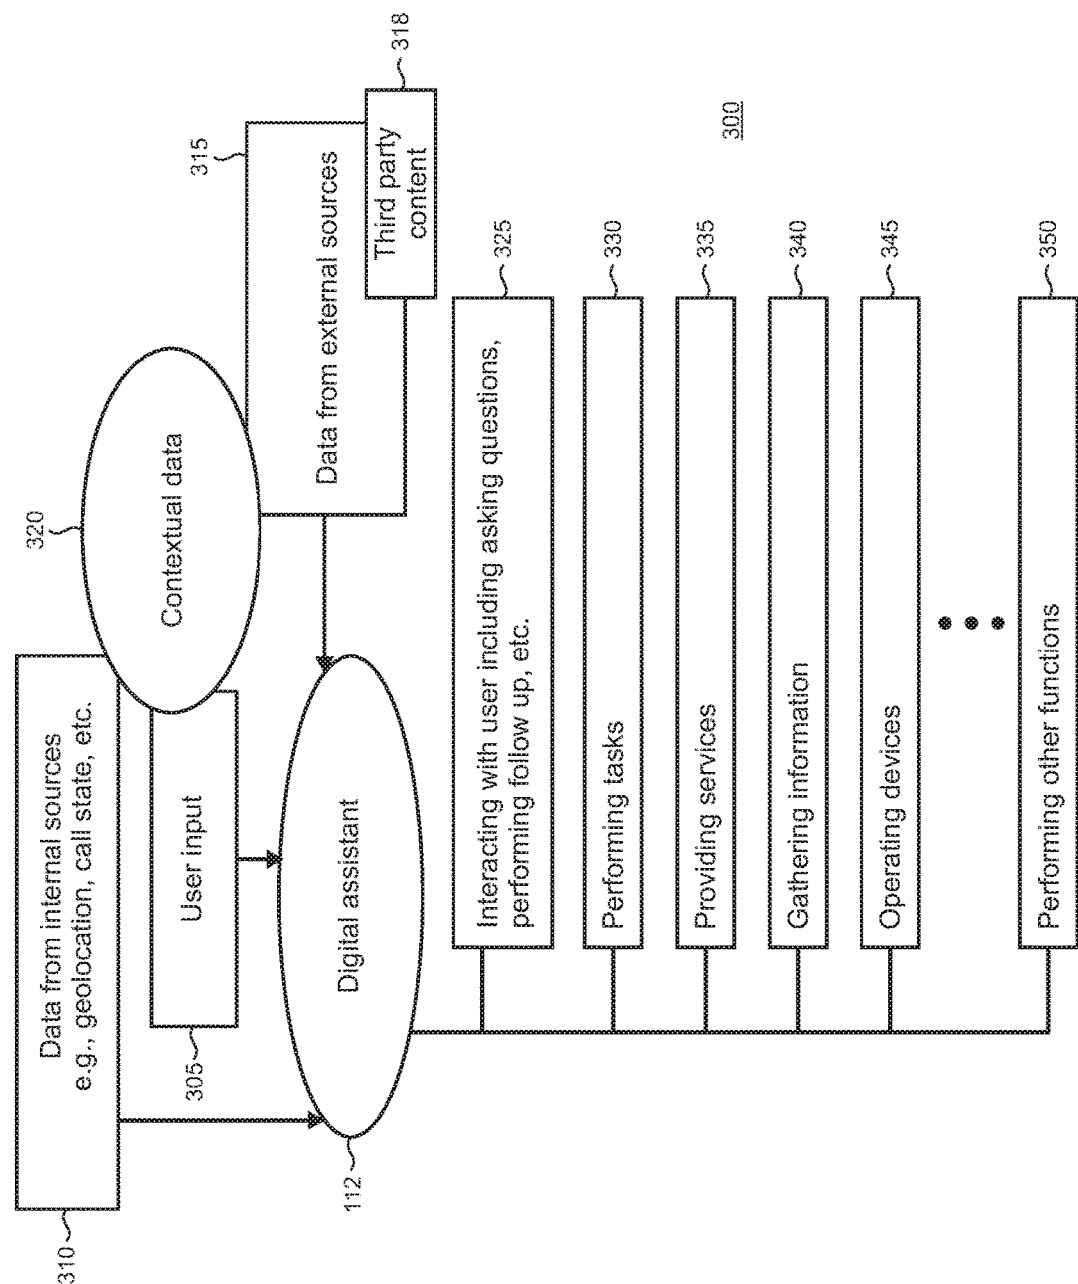 310
Data from internal sources
e.g., geolocation, call state, etc.
320
Contextual data
315
Data from external sources
318
Third party
content
305
User input
112
Digital assistant
300
Interacting with user including asking questions,
performing follow up, etc.
325
Performing tasks
330
Providing services
335
Gathering information
340
Operating devices
345
Performing other functions
350